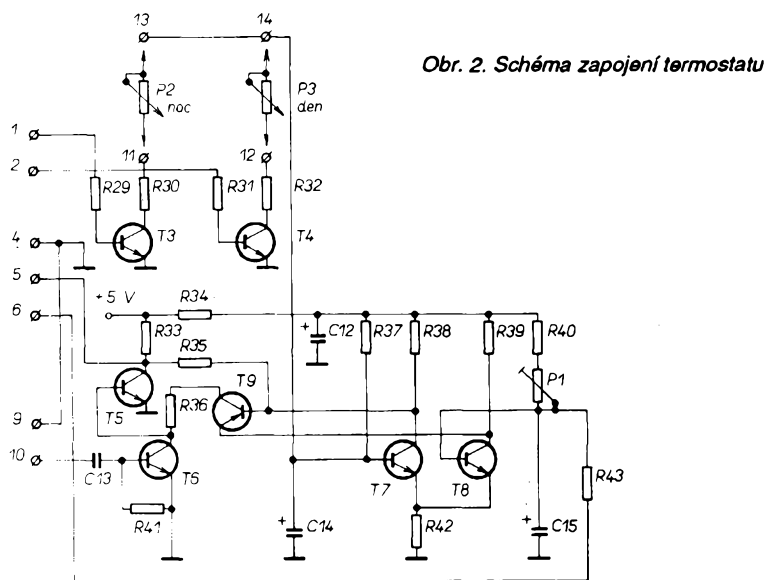 Obr. 2. Schéma zapojení termostatu
13
14
P2
noc
P3
den
1
2
11
12
R29
R30
R31
R32
T3
T4
4
5
6
+5 V
R34
R33
R35
C12
+
R37
R38
R39
R40
P1
T9
T5
R36
9
10
C13
T6
T7
T8
R43
R41
+
C14
R42
+
C15